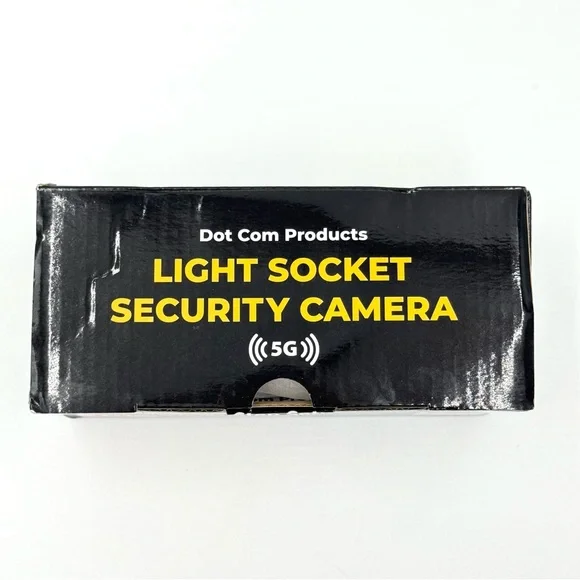 Dot Com Products
LIGHT SOCKET
SECURITY CAMERA
5G